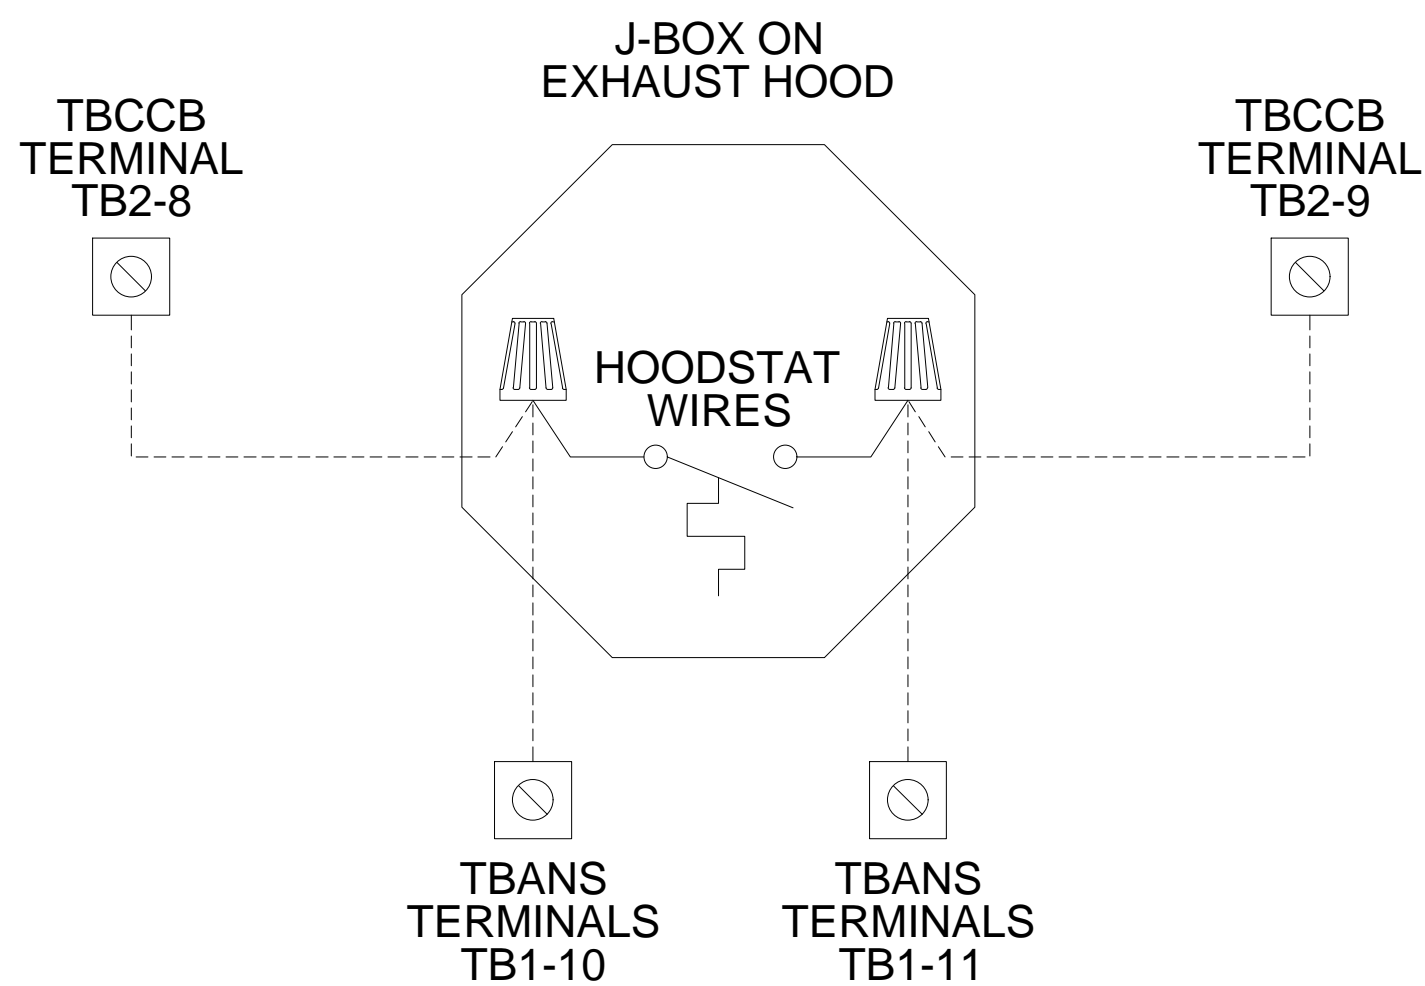 J-BOX ON
EXHAUST HOOD
TBCCB
TERMINAL
TB2-8
TBCCB
TERMINAL
TB2-9
HOODSTAT
WIRES
TBANS
TERMINALS
TB1-10
TBANS
TERMINALS
TB1-11